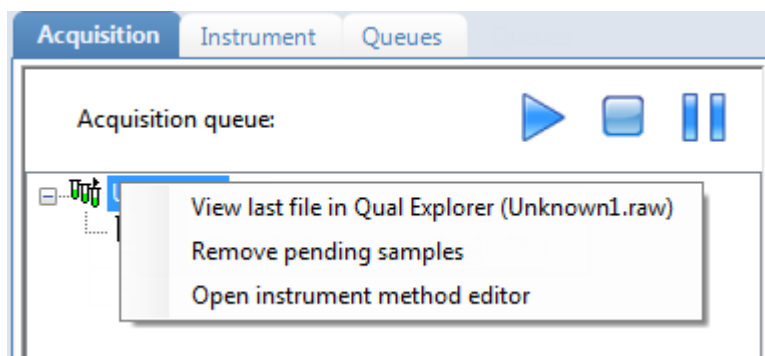 Acquisition Instrument Queues
Acquisition queue:
View last file in Qual Explorer (Unknown1.raw)
Remove pending samples
Open instrument method editor